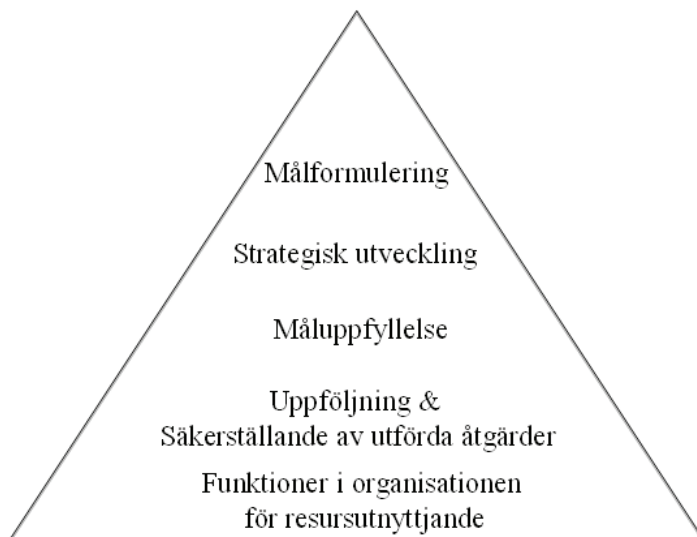 Målformulering
Strategisk utveckling
Måluppfyllelse
Uppföljning &
Säkerställande av utförda åtgärder
Funktioner i organisationen
för resursutnyttjande